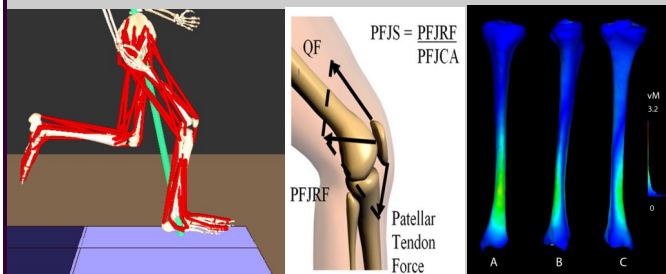 PFJS = PFJRF
PFJCA
QF
PFJRF
Patellar
Tendon
Force
vM
3.2
0
A B C